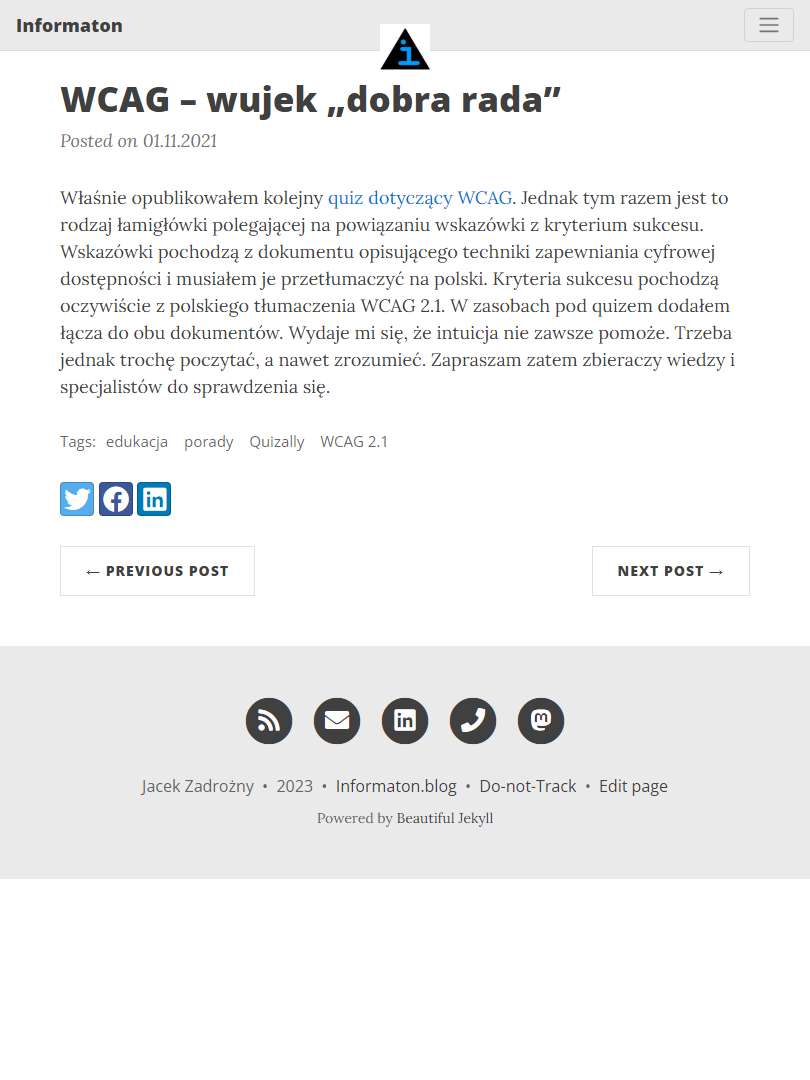 Informaton
WCAG – wujek „dobra rada”
Posted on 01.11.2021
Właśnie opublikowałem kolejny quiz dotyczący WCAG. Jednak tym razem jest to
rodzaj łamigłówki polegającej na powiązaniu wskazówki z kryterium sukcesu.
Wskazówki pochodzą z dokumentu opisującego techniki zapewniania cyfrowej
dostępności i musiałem je przetłumaczyć na polski. Kryteria sukcesu pochodzą
oczywiście z polskiego tłumaczenia WCAG 2.1. W zasobach pod quizem dodałem
łącza do obu dokumentów. Wydaje mi się, że intuicja nie zawsze pomoże. Trzeba
jednak trochę poczytać, a nawet zrozumieć. Zapraszam zatem zbieraczy wiedzy i
specjalistów do sprawdzenia się.
Tags: edukacja porady Quizally WCAG 2.1
← PREVIOUS POST
NEXT POST →
Jacek Zadrożny • 2023 • Informaton.blog • Do-not-Track • Edit page
Powered by Beautiful Jekyll